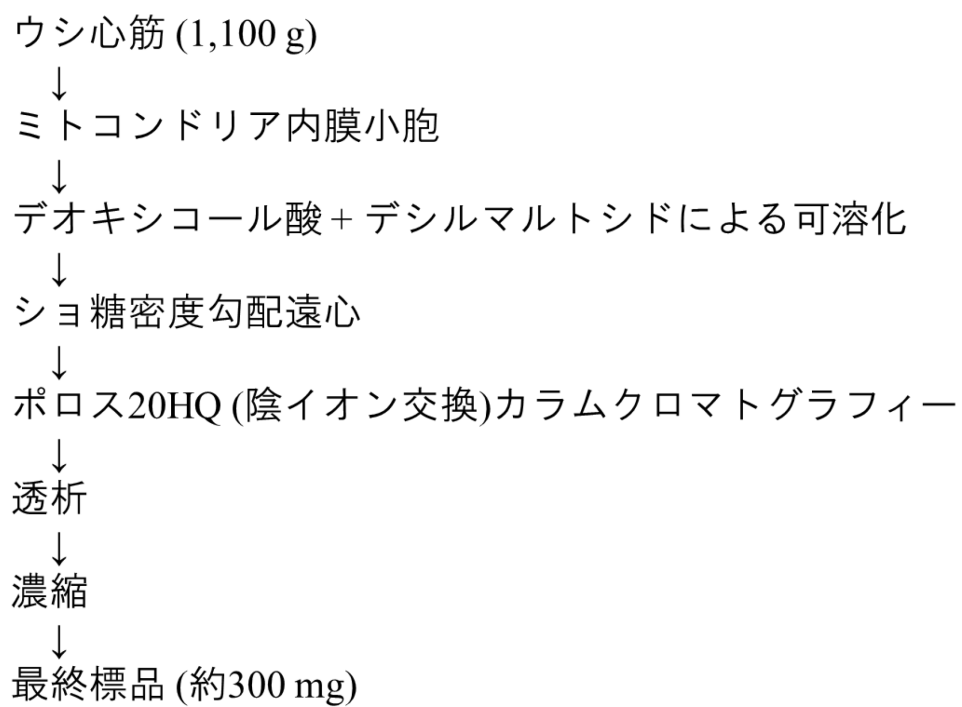 ウシ心筋 (1,100 g)
↓
ミトコンドリア内膜小胞
↓
デオキシコール酸 + デシルマルトシドによる可溶化
↓
ショ糖密度勾配遠心
↓
ポロス20HQ (陰イオン交換)カラムクロマトグラフィー
↓
透析
↓
濃縮
↓
最終標品 (約300 mg)